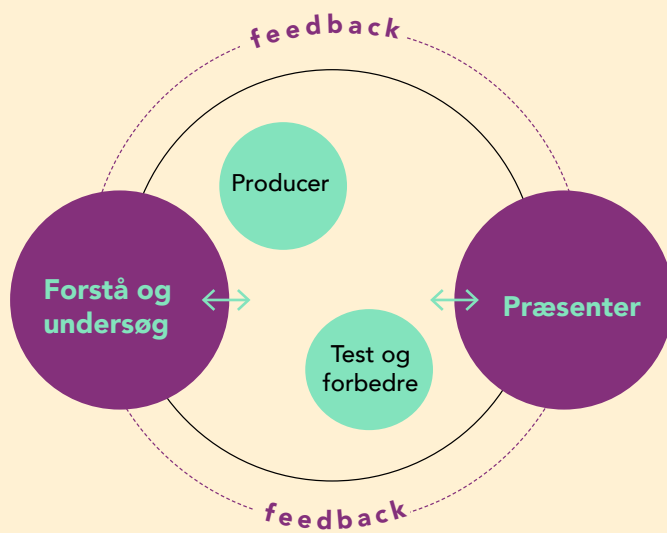 feedback
Producer
Forstå og
undersøg
Præsenter
Test og
forbedre
feedback